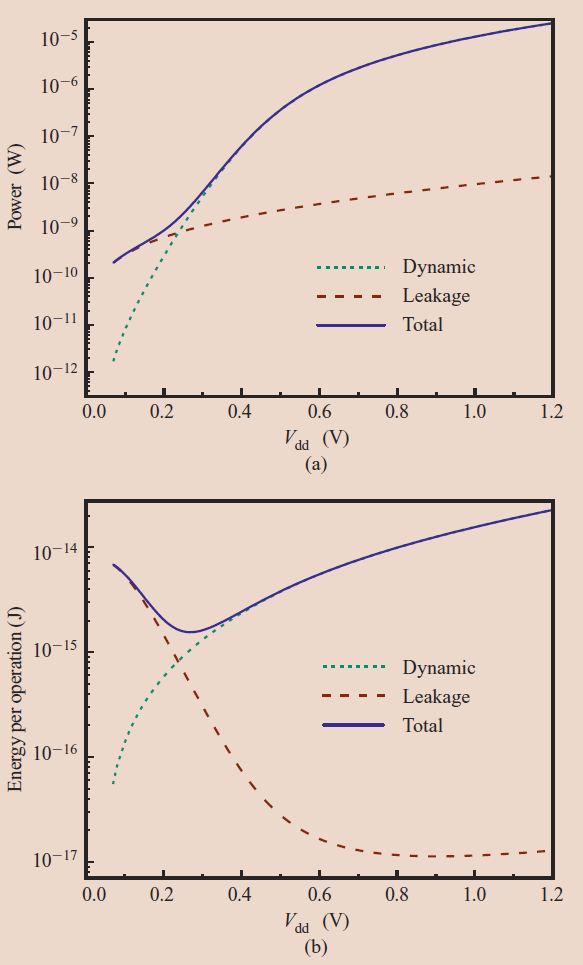 10⁻⁵
10⁻⁶
10⁻⁷
10⁻⁸
10⁻⁹
10⁻¹⁰
10⁻¹¹
10⁻¹²
Power (W)
Dynamic
Leakage
Total
0.0 0.2 0.4 0.6 0.8 1.0 1.2
V_dd (V)
(a)
10⁻¹⁴
10⁻¹⁵
10⁻¹⁶
10⁻¹⁷
Energy per operation (J)
Dynamic
Leakage
Total
0.0 0.2 0.4 0.6 0.8 1.0 1.2
V_dd (V)
(b)